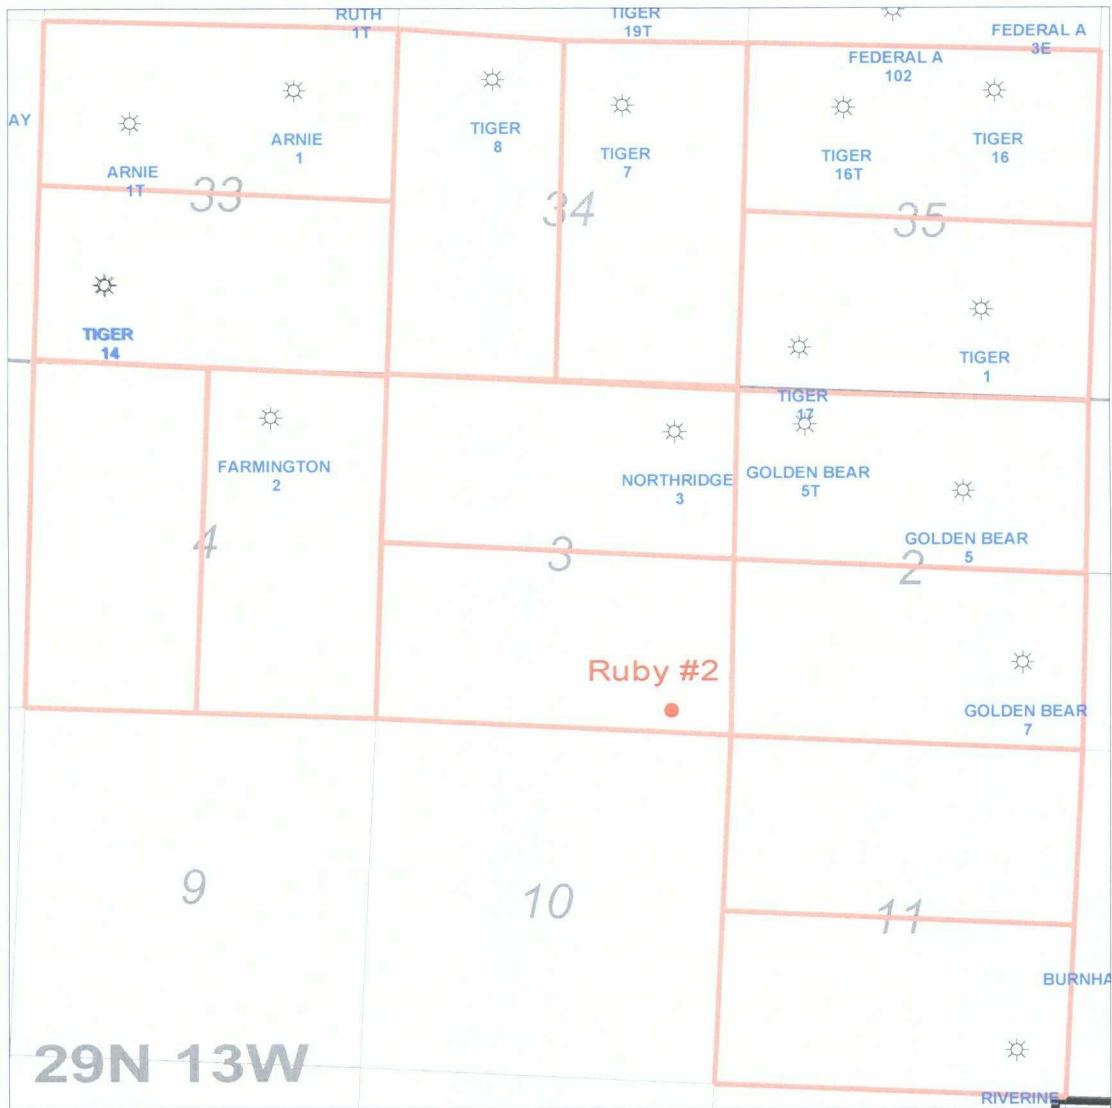 RUTH
1T
TIGER
19T
FEDERAL A
3E
FEDERAL A
102
AY
ARNIE
1T
ARNIE
1
TIGER
8
TIGER
7
TIGER
16T
TIGER
16
33
34
35
TIGER
14
TIGER
17
TIGER
1
FARMINGTON
2
NORTHRIDGE
3
GOLDEN BEAR
5T
GOLDEN BEAR
5
4
3
2
Ruby #2
GOLDEN BEAR
7
9
10
11
BURNHA
29N 13W
RIVERINE